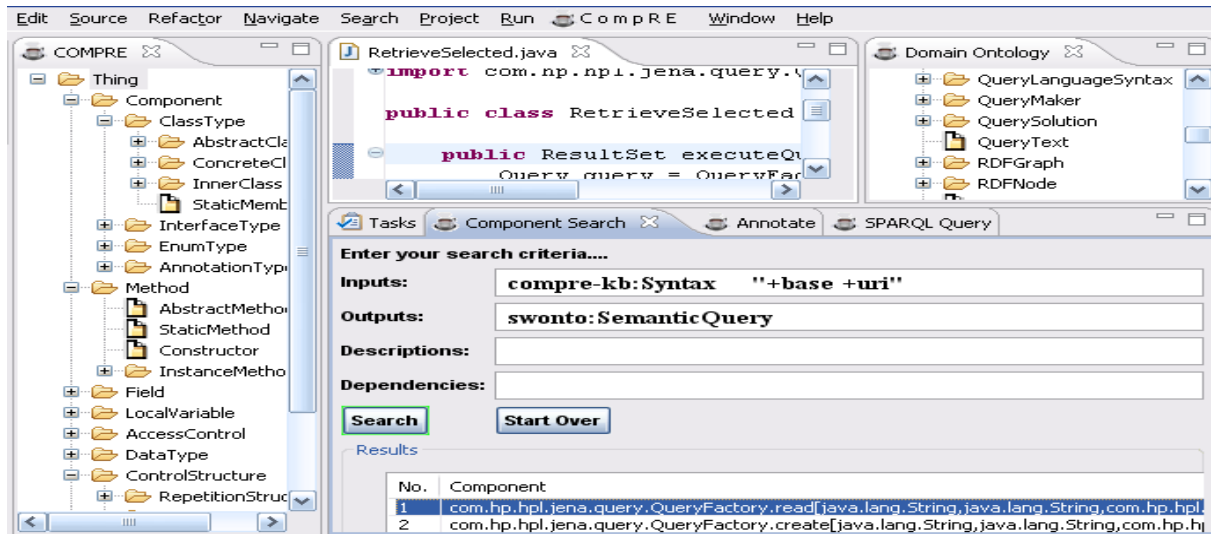 Edit Source Refactor Navigate Search Project Run CompRE Window Help
COMPRE
Thing
Component
ClassType
AbstractCla
ConcreteCl
InnerClass
StaticMemb
InterfaceType
EnumType
AnnotationTyp
Method
AbstractMetho
StaticMethod
Constructor
InstanceMetho
Field
LocalVariable
AccessControl
DataType
ControlStructure
RepetitionStruc
RetrieveSelected.java
import com.hp.hpl.jena.query.
public class RetrieveSelected
public ResultSet executeQu
Query query = QueryFac
Domain Ontology
QueryLanguageSyntax
QueryMaker
QuerySolution
QueryText
RDFGraph
RDFNode
Tasks Component Search Annotate SPARQL Query
Enter your search criteria....
Inputs: compre-kb:Syntax "+base +uri"
Outputs: swonto:SemanticQuery
Descriptions:
Dependencies:
Search Start Over
Results
No. Component
1 com.hp.hpl.jena.query.QueryFactory.read[java.lang.String,java.lang.String,com.hp.hpl.
2 com.hp.hpl.jena.query.QueryFactory.create[java.lang.String,java.lang.String,com.hp.h